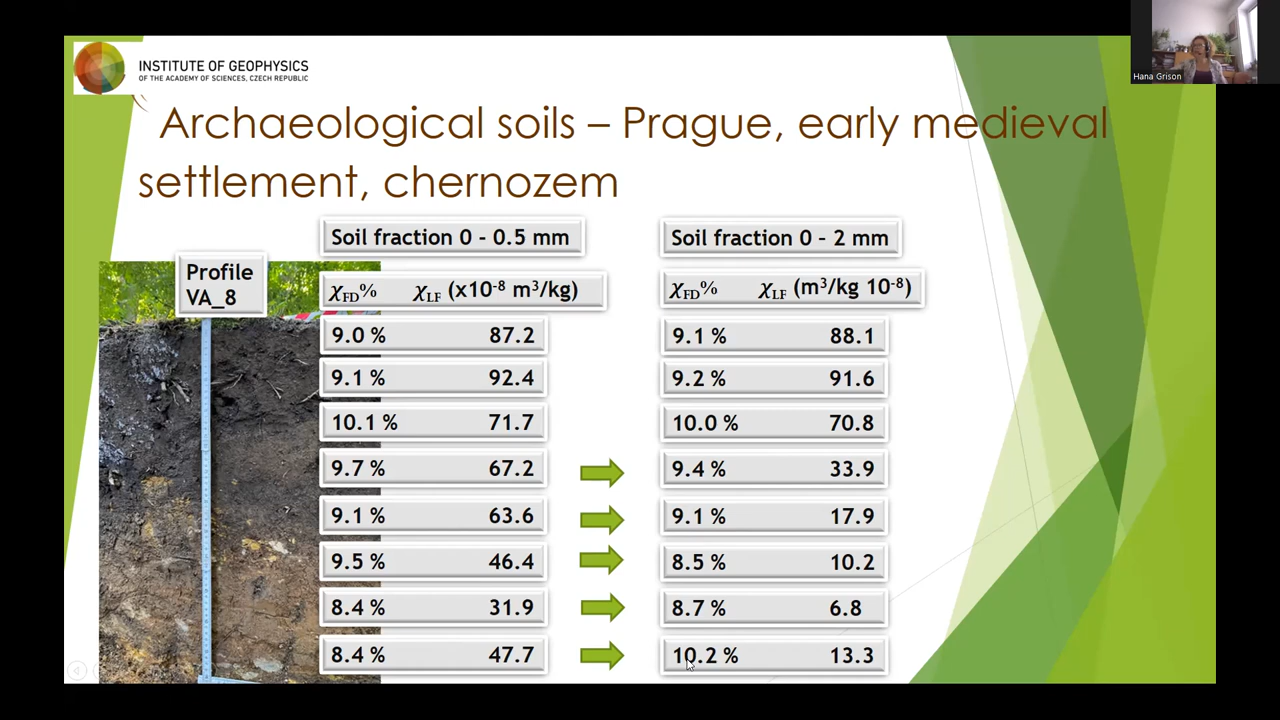 INSTITUTE OF GEOPHYSICS
OF THE ACADEMY OF SCIENCES, CZECH REPUBLIC
Hana Grison
Archaeological soils – Prague, early medieval
settlement, chernozem
Profile
VA_8
Soil fraction 0 - 0.5 mm
χFD% χLF (x10-8 m3/kg)
9.0 % 87.2
9.1 % 92.4
10.1 % 71.7
9.7 % 67.2
9.1 % 63.6
9.5 % 46.4
8.4 % 31.9
8.4 % 47.7
Soil fraction 0 – 2 mm
χFD% χLF (m3/kg 10-8)
9.1 % 88.1
9.2 % 91.6
10.0 % 70.8
9.4 % 33.9
9.1 % 17.9
8.5 % 10.2
8.7 % 6.8
10.2 % 13.3